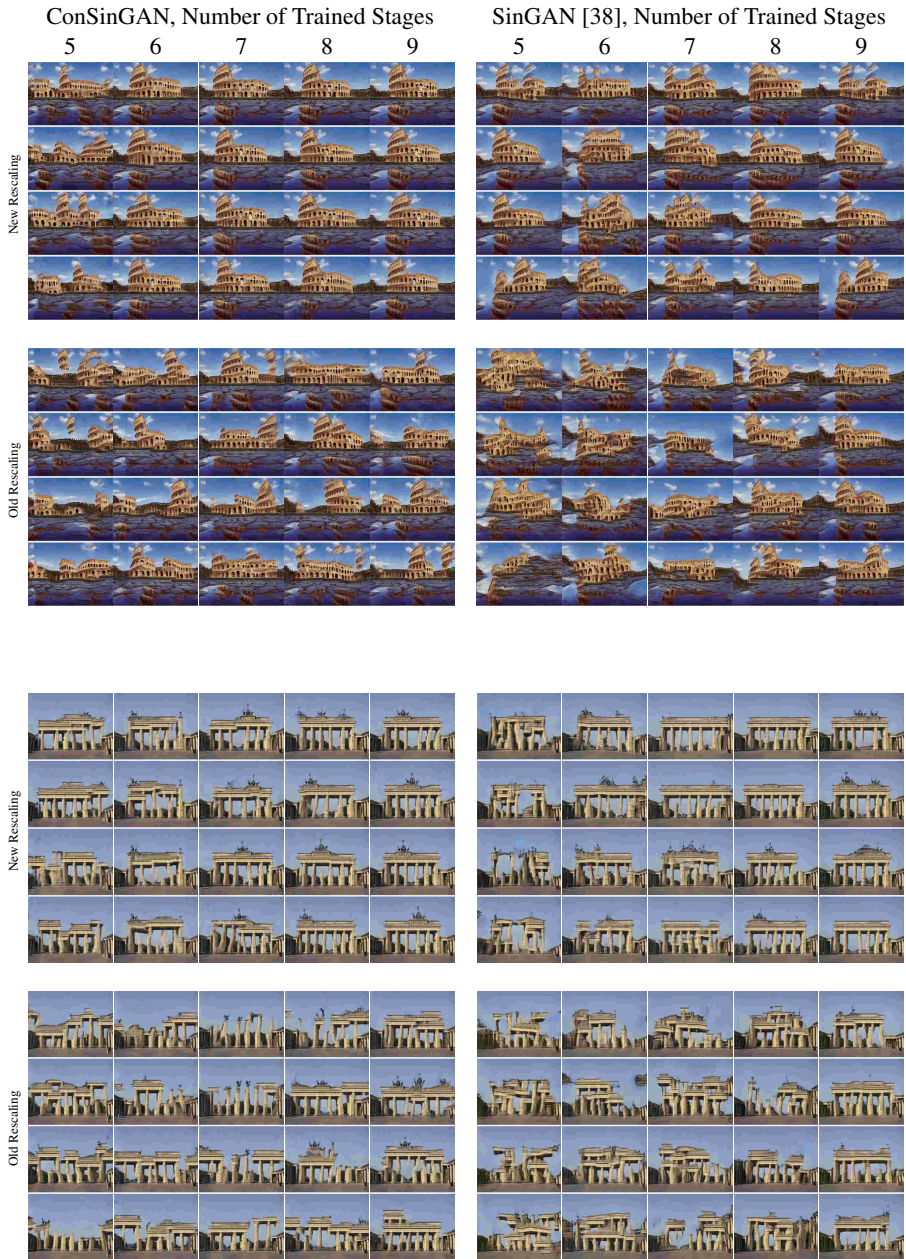 ConSinGAN, Number of Trained Stages
SinGAN [38], Number of Trained Stages
5 6 7 8 9
5 6 7 8 9
New Rescaling
Old Rescaling
New Rescaling
Old Rescaling